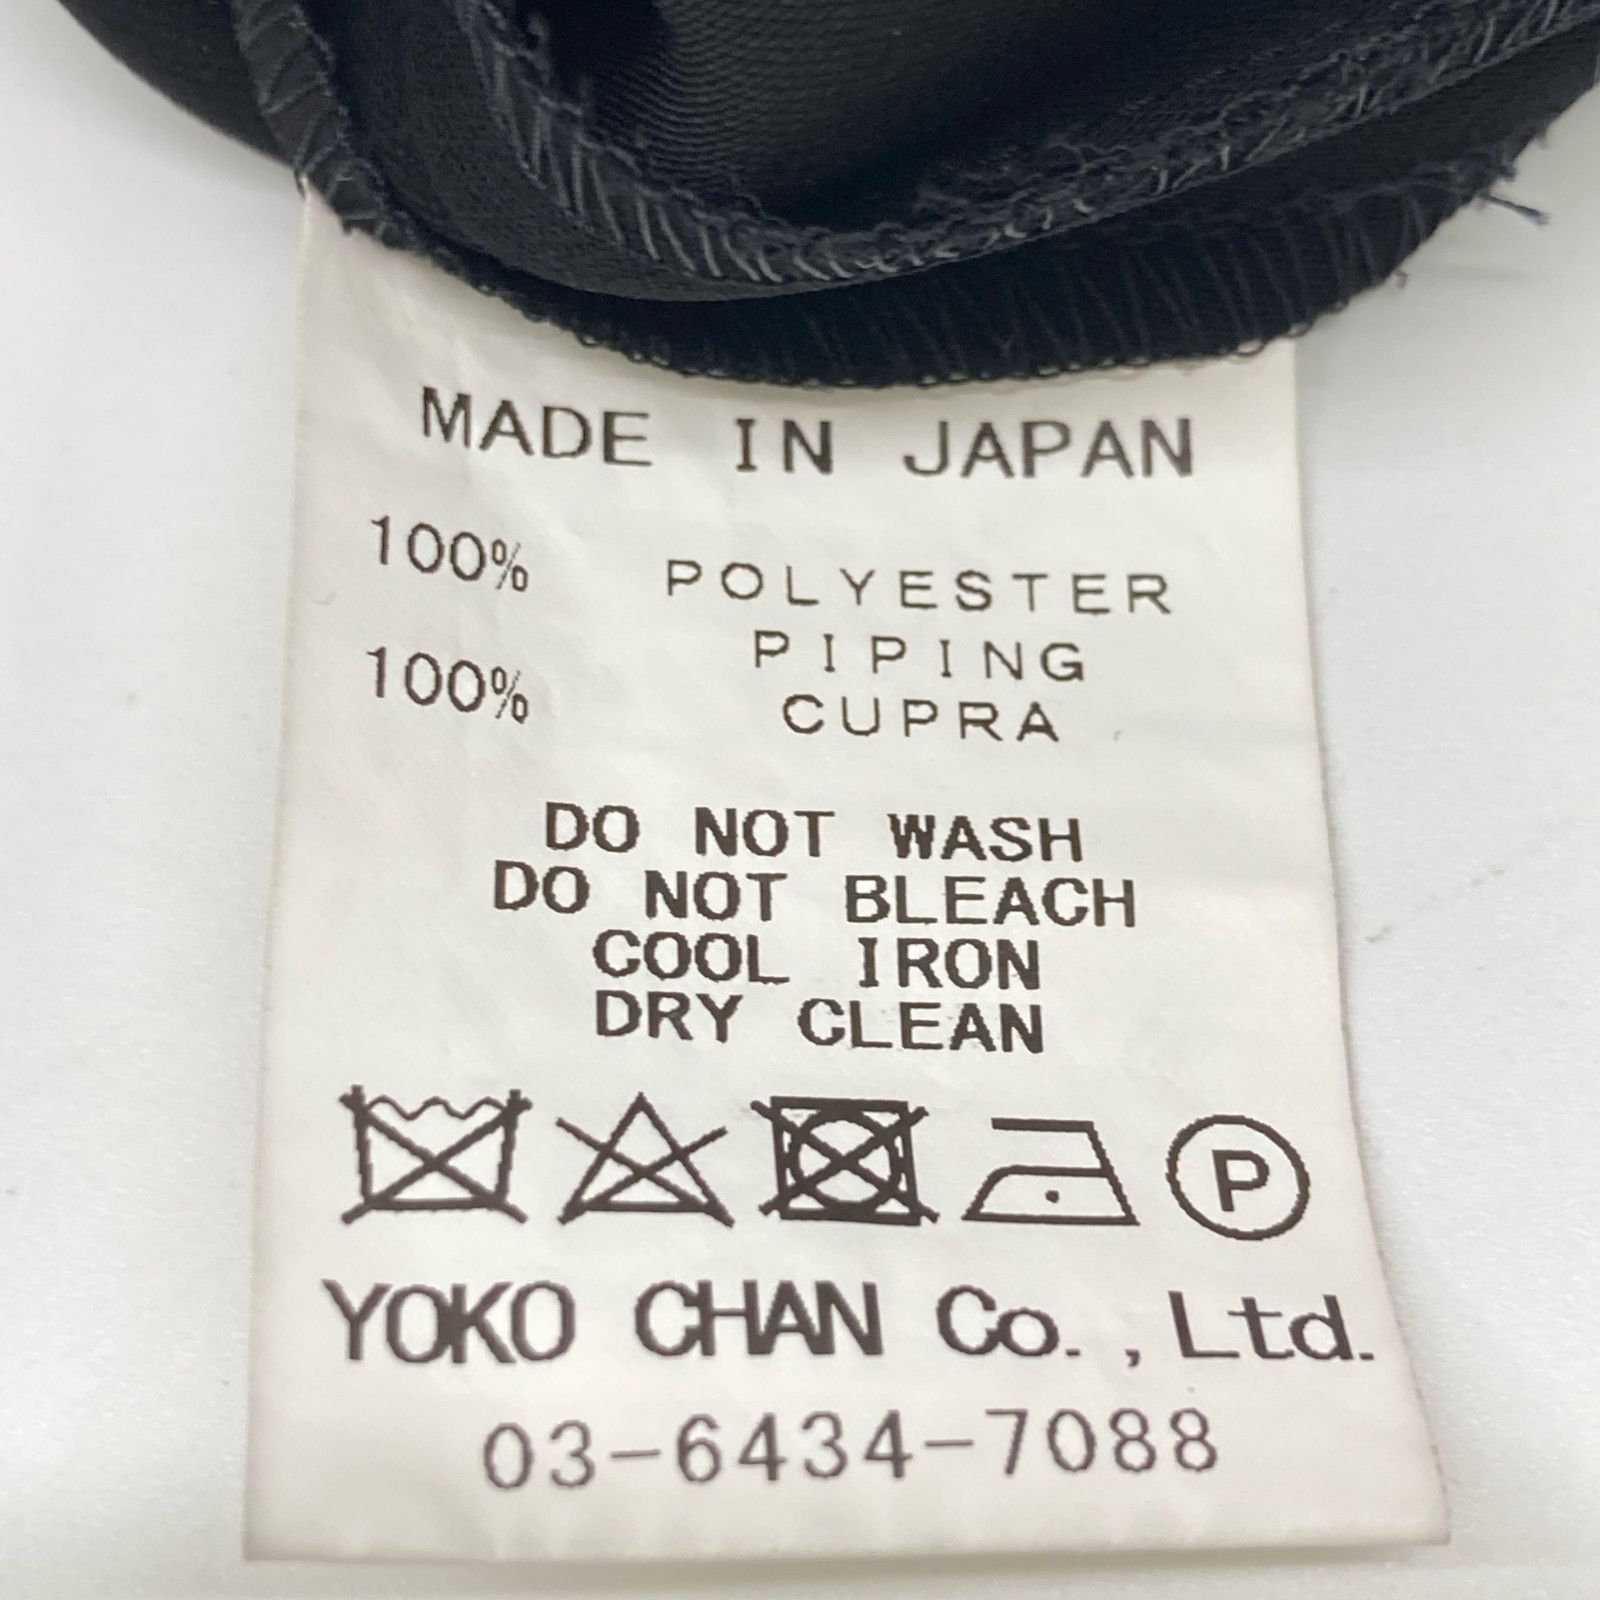 MADE IN JAPAN
100% POLYESTER
PIPING
100% CUPRA
DO NOT WASH
DO NOT BLEACH
COOL IRON
DRY CLEAN
P
YOKO CHAN Co., Ltd.
03-6434-7088